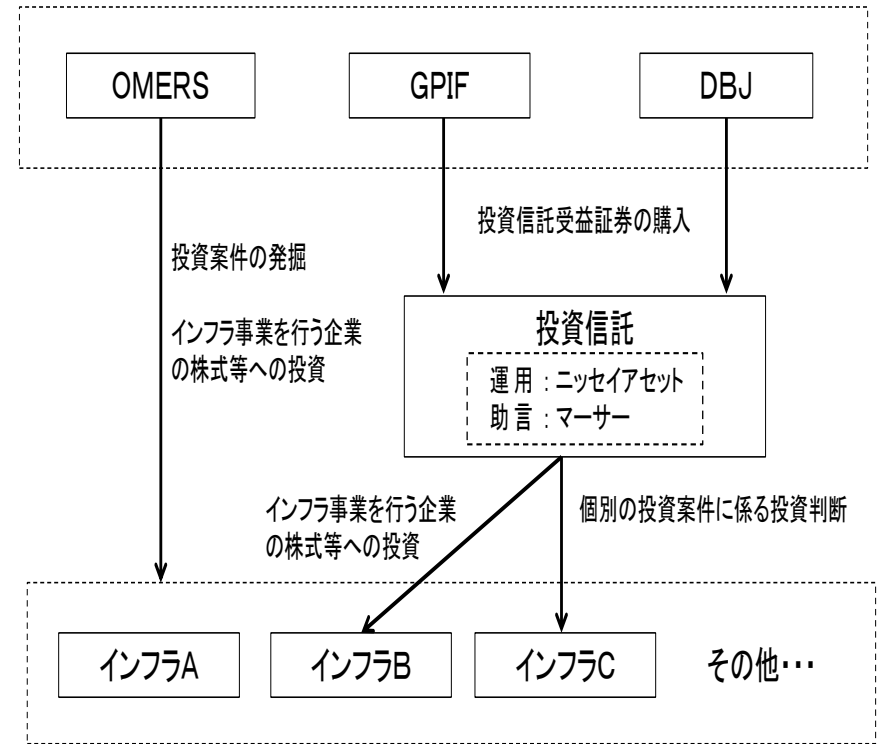 OMERS
GPIF
DBJ
投資信託受益証券の購入
投資案件の発掘
インフラ事業を行う企業
の株式等への投資
投資信託
運用：ニッセイアセット
助言：マーサー
インフラ事業を行う企業
の株式等への投資
個別の投資案件に係る投資判断
インフラA
インフラB
インフラC
その他･･･